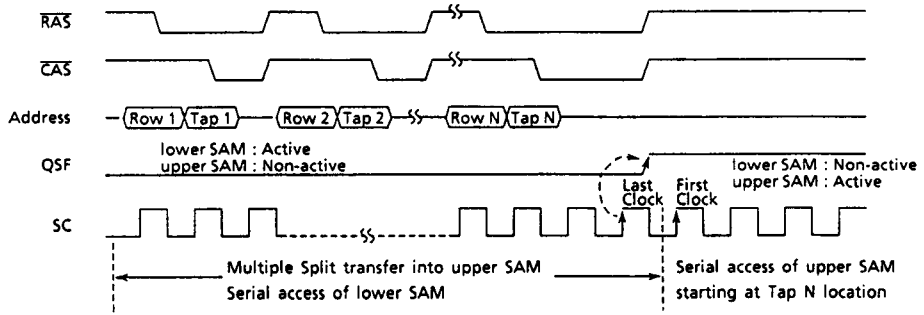 RAS
CAS
Address Row 1 Tap 1 Row 2 Tap 2 Row N Tap N
lower SAM : Active
upper SAM : Non-active
QSF
lower SAM : Non-active
upper SAM : Active
Last Clock
First Clock
SC
Multiple Split transfer into upper SAM
Serial access of lower SAM
Serial access of upper SAM
starting at Tap N location